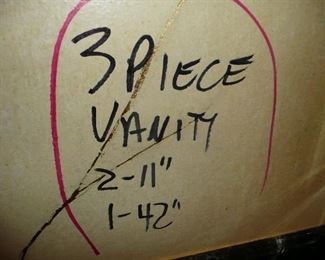 3 PIECE
VANITY
2-11"
1-42"